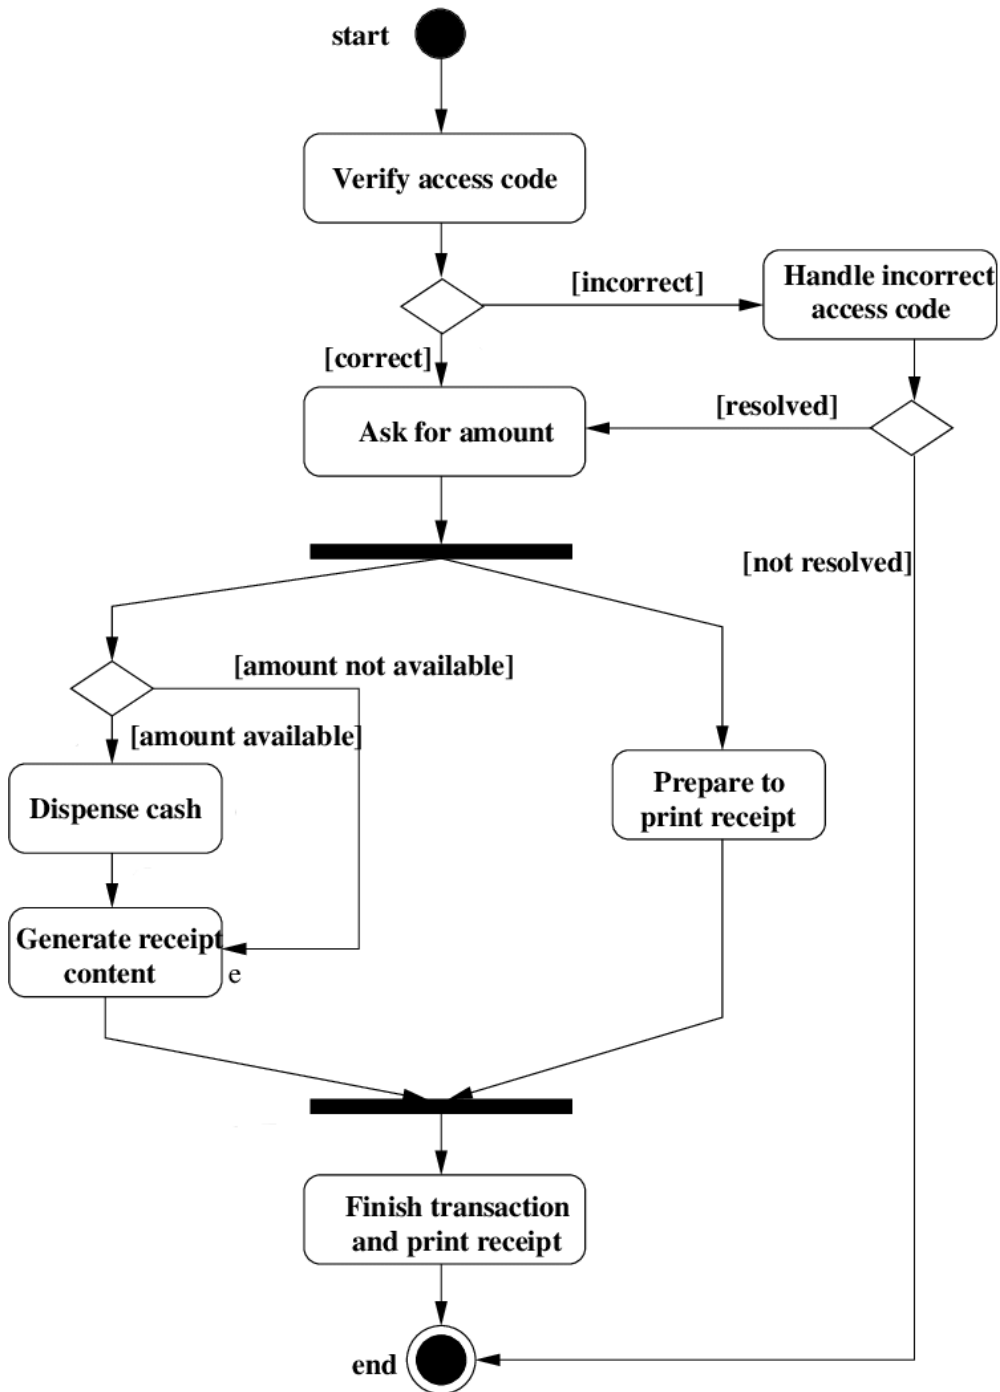 start
Verify access code
[incorrect]
Handle incorrect
access code
[correct]
[resolved]
Ask for amount
[not resolved]
[amount not available]
[amount available]
Dispense cash
Prepare to
print receipt
Generate receipt
content
e
Finish transaction
and print receipt
end